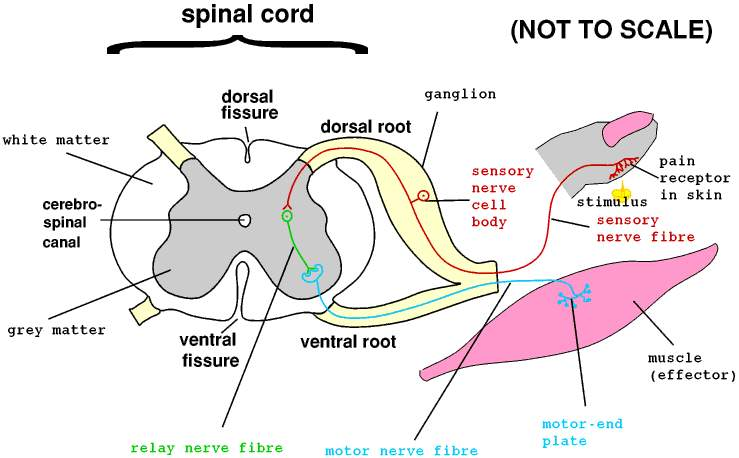 spinal cord
(NOT TO SCALE)
dorsal
fissure
ganglion
white matter
dorsal root
pain
receptor
in skin
sensory
nerve
cell
body
stimulus
cerebro-
spinal
canal
sensory
nerve fibre
grey matter
ventral
fissure
ventral root
muscle
(effector)
motor-end
plate
relay nerve fibre
motor nerve fibre